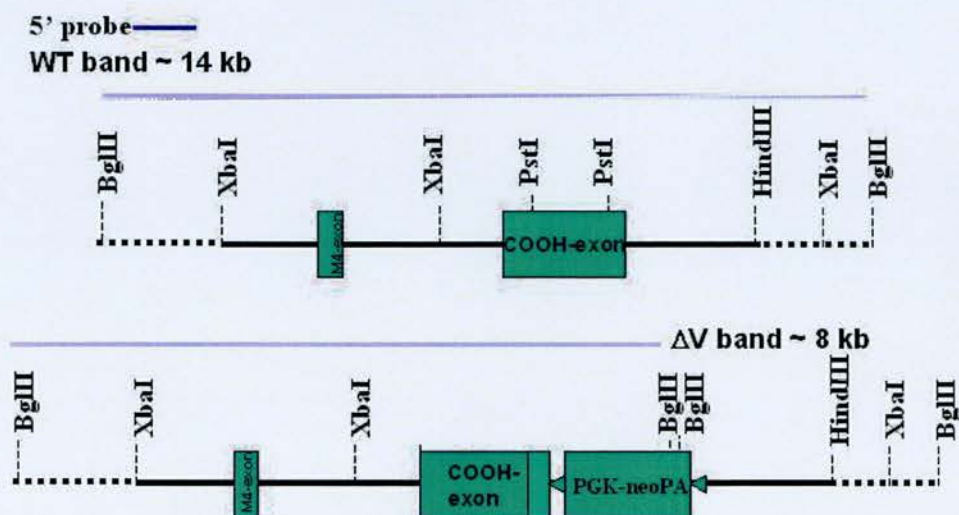 5' probe
WT band ~ 14 kb
BglII XbaI XbaI PstI PstI HindIII XbaI BglII
M4-exon COOH-exon
ΔV band ~ 8 kb
BglII XbaI XbaI BglII BglII HindIII XbaI BglII
M4-exon COOH-
exon PGK-neoPA